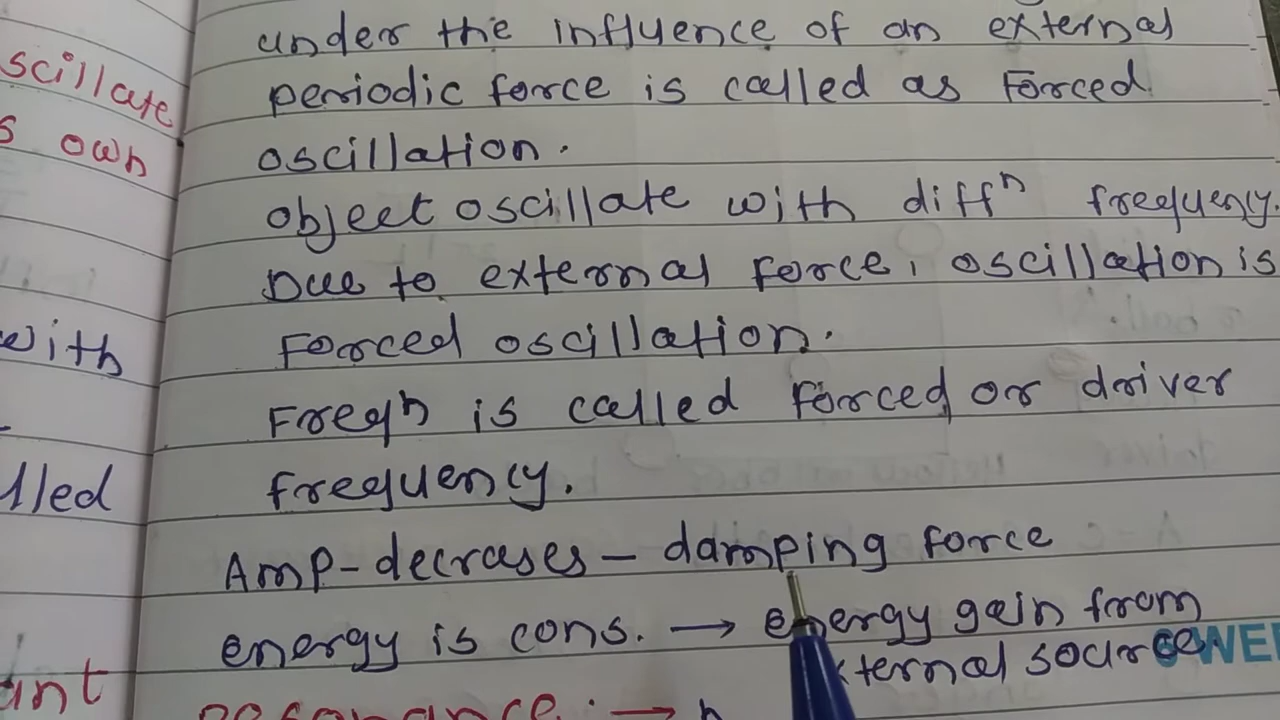 scillate
s own
with
lled
ant
under the influence of an external
periodic force is called as Forced
oscillation.
object oscillate with diffⁿ frequency.
Due to external force, oscillation is
Forced oscillation.
Freqⁿ is called Forced or driver
frequency.
Amp-decrases - damping force
energy is cons. → energy gain from
xternal source
resonance : →